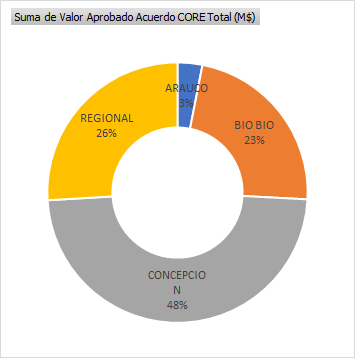 Suma de Valor Aprobado Acuerdo CORE Total (M$)
ARAUCO
3%
BIO BIO
23%
REGIONAL
26%
CONCEPCIO
N
48%